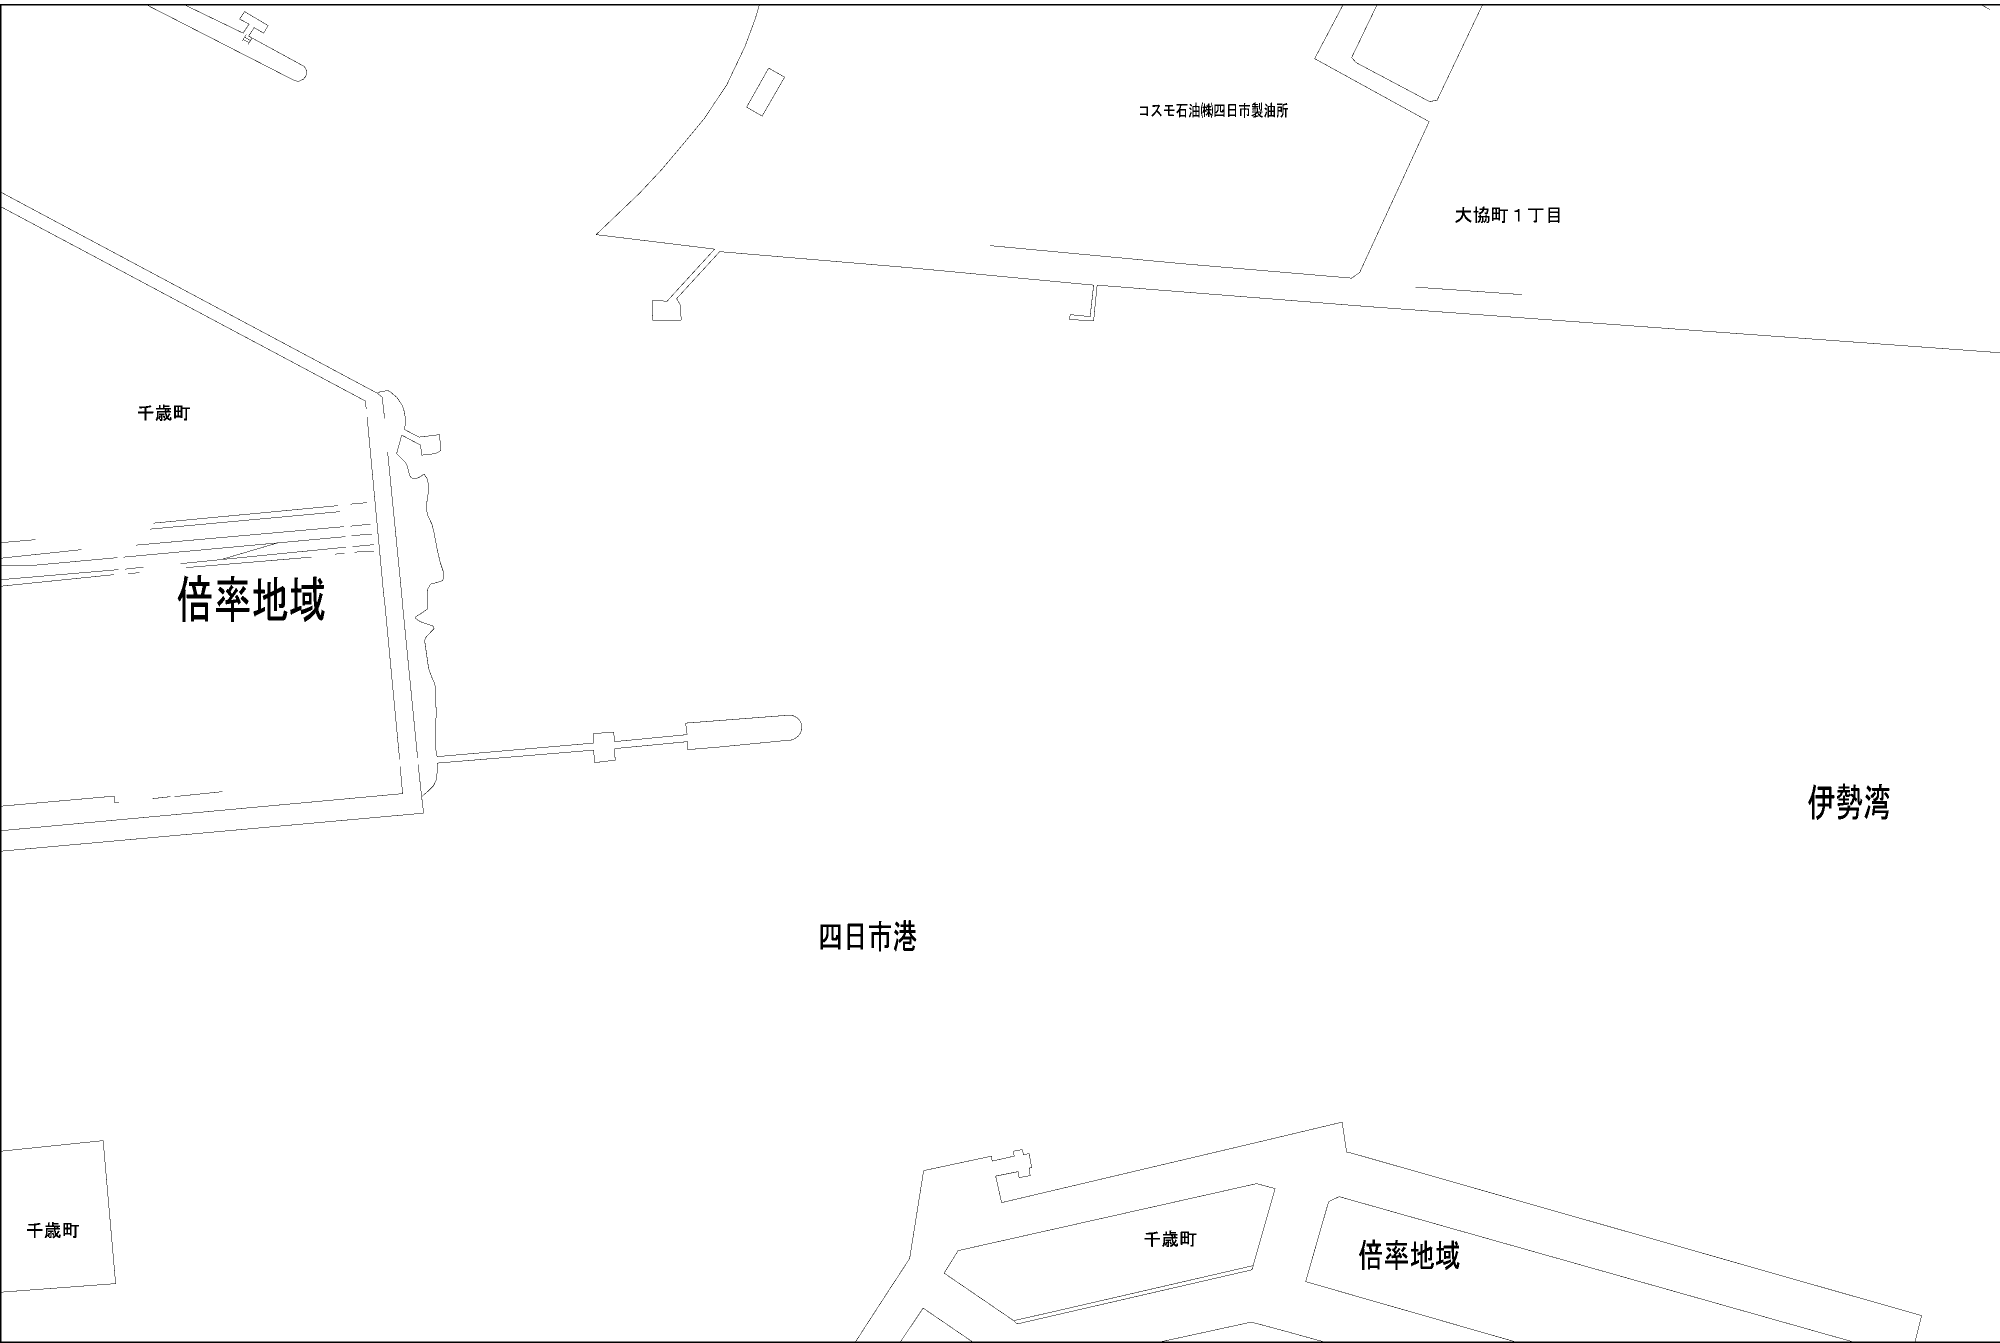 コスモ石油㈱四日市製油所
大協町１丁目
千歳町
倍率地域
伊勢湾
四日市港
千歳町
千歳町
倍率地域